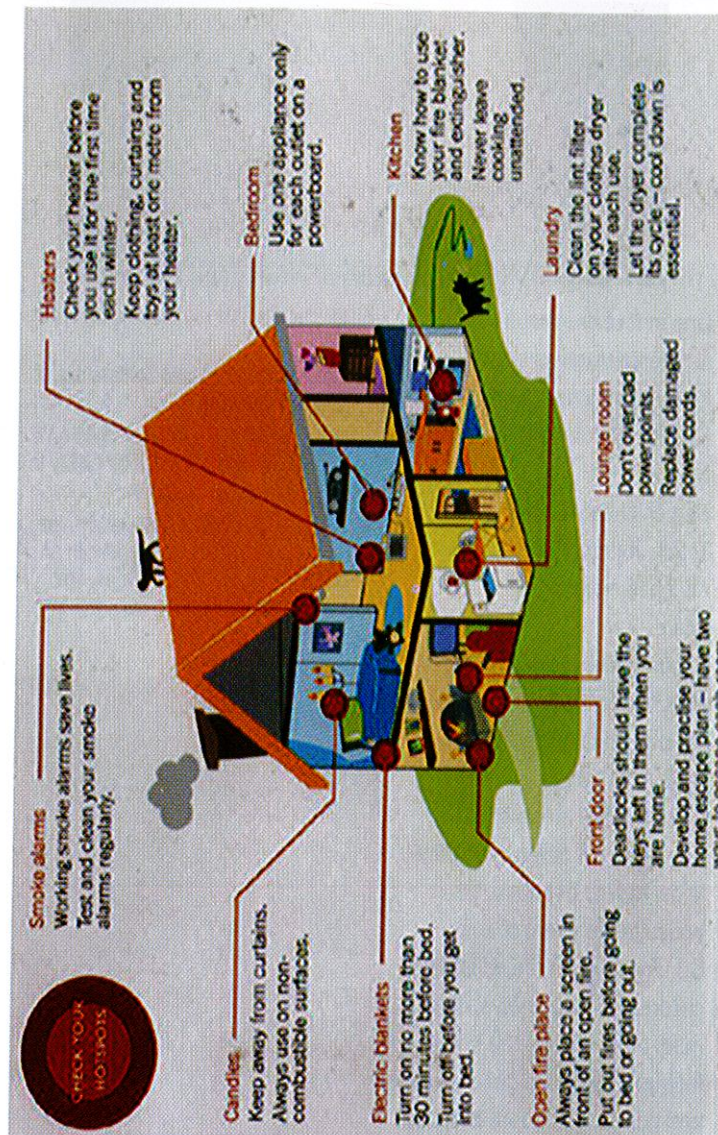 CHECK YOUR
HOTSPOTS
Smoke alarms
Working smoke alarms save lives.
Test and clean your smoke
alarms regularly.
Heaters
Check your heater before
you use it for the first time
each winter.
Keep clothing, curtains and
toys at least one metre from
your heater.
Candles
Keep away from curtains.
Always use on non-
combustible surfaces.
Bedroom
Use one appliance only
for each outlet on a
powerboard.
Electric blankets
Turn on no more than
30 minutes before bed.
Turn off before you get
into bed.
Kitchen
Know how to use
your fire blanket
and extinguisher.
Never leave
cooking
unattended.
Open fire place
Always place a screen in
front of an open fire.
Put out fires before going
to bed or going out.
Front door
Deadlocks should have the
keys left in them when you
are home.
Develop and practise your
home escape plan – have two
Lounge room
Don't overload
powerpoints.
Replace damaged
power cords.
Laundry
Clean the lint filter
on your clothes dryer
after each use.
Let the dryer complete
its cycle – cool down is
essential.